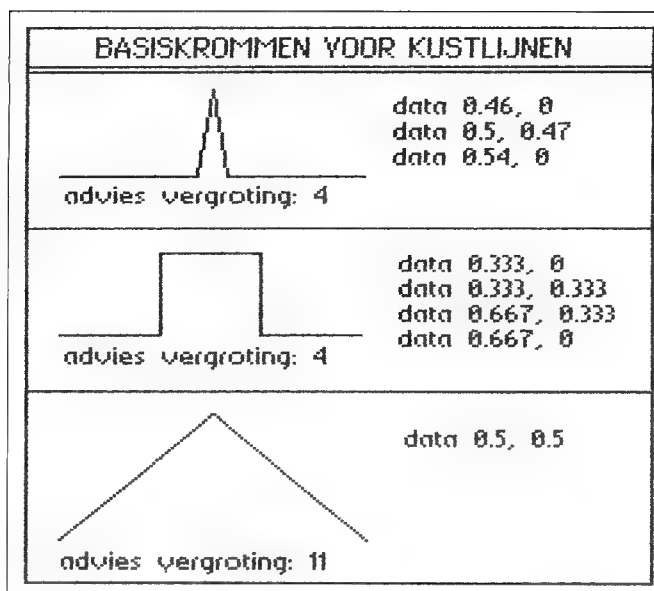 BASISKROMMEN VOOR KUSTLIJNEN
data 0.46, 0
data 0.5, 0.47
data 0.54, 0
advies vergroting: 4
data 0.333, 0
data 0.333, 0.333
data 0.667, 0.333
data 0.667, 0
advies vergroting: 4
data 0.5, 0.5
advies vergroting: 11